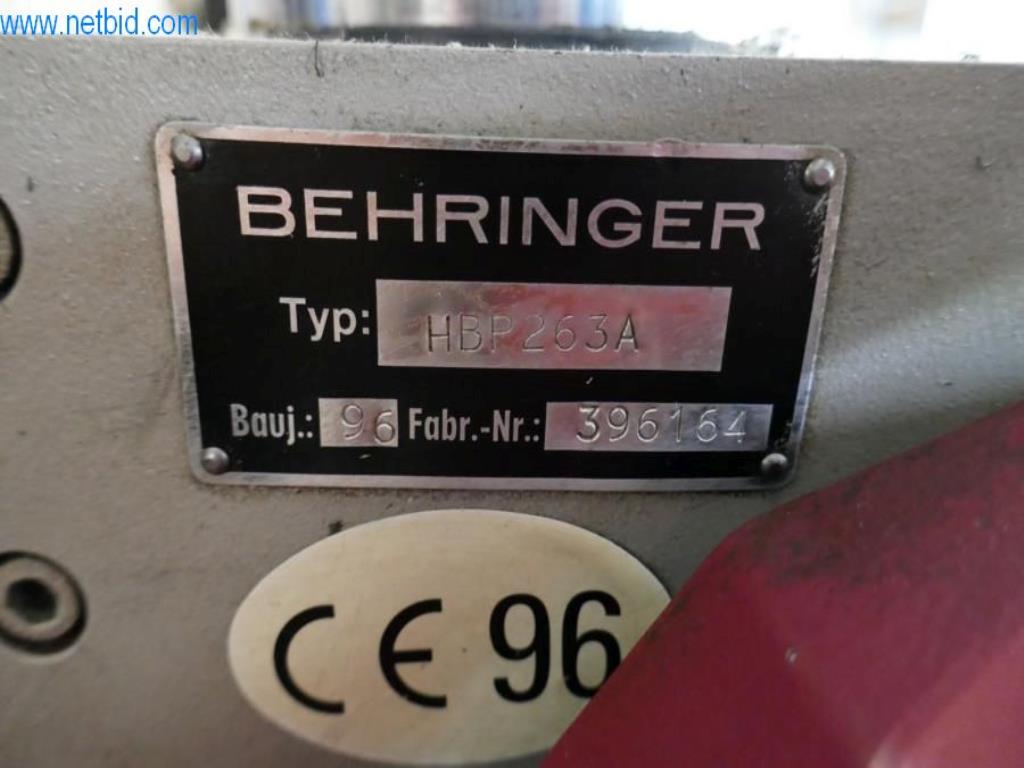 www.netbid.com
BEHRINGER
Typ: HBP263A
Bauj.: 96 Fabr.-Nr.: 396164
CE 96